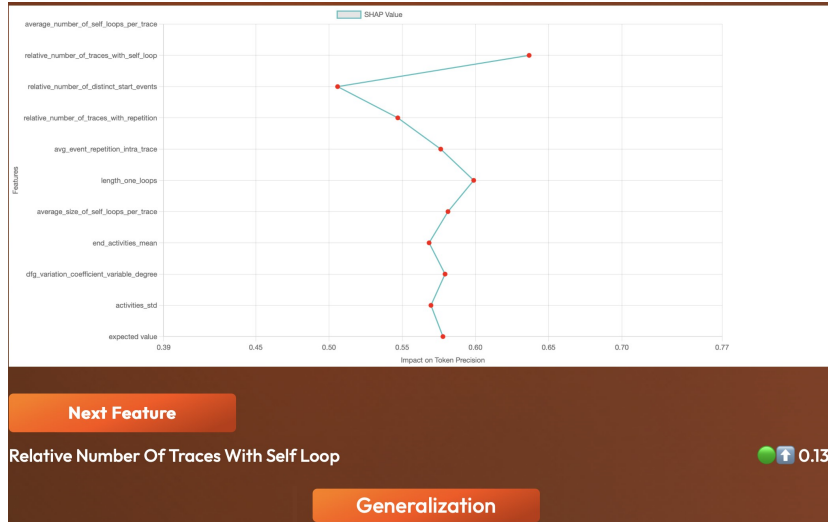 SHAP Value
average_number_of_self_loops_per_trace
relative_number_of_traces_with_self_loop
relative_number_of_distinct_start_events
relative_number_of_traces_with_repetition
avg_event_repetition_intra_trace
Features
length_one_loops
average_size_of_self_loops_per_trace
end_activities_mean
dfg_variation_coefficient_variable_degree
activities_std
expected value
0.39 0.45 0.50 0.55 0.60 0.65 0.70 0.77
Impact on Token Precision
Next Feature
Relative Number Of Traces With Self Loop 0.13
Generalization